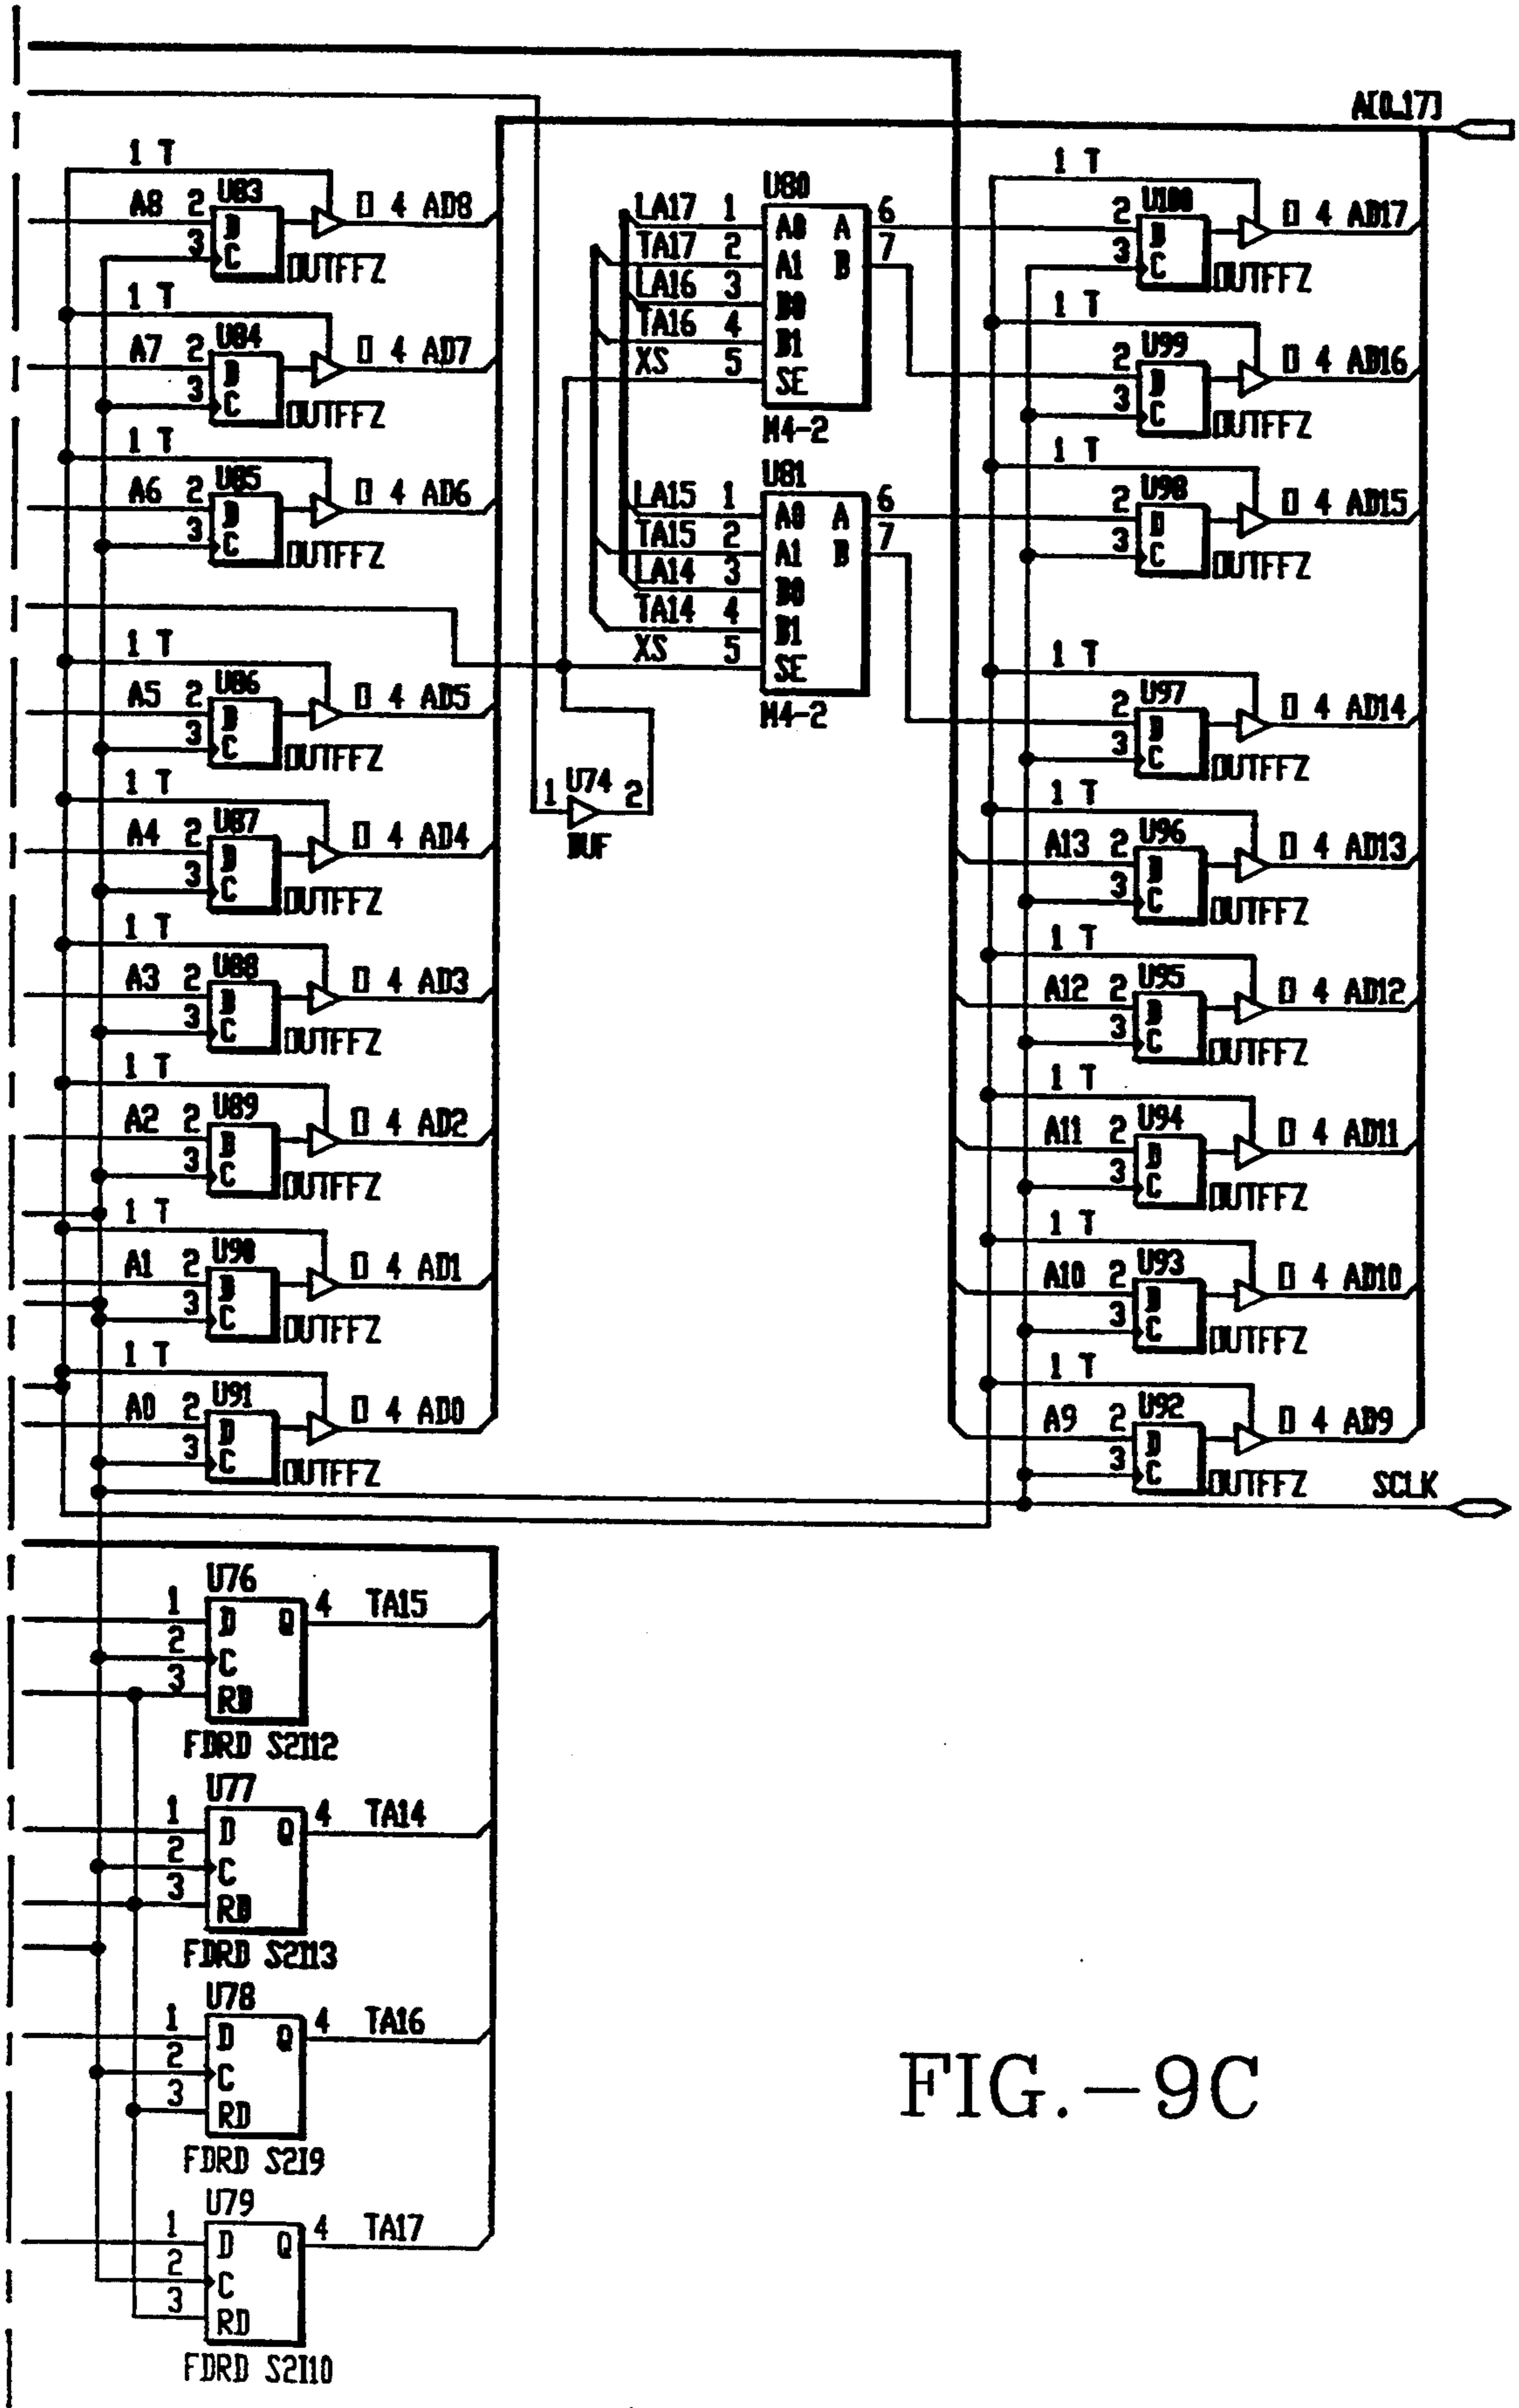 A[0..17]
1 T
A8 2 U83 O 4 AD8
D
3 C OUTFFZ
1 T
A7 2 U84 O 4 AD7
D
3 C OUTFFZ
1 T
A6 2 U85 O 4 AD6
D
3 C OUTFFZ
1 T
A5 2 U86 O 4 AD5
D
3 C OUTFFZ
1 T
A4 2 U87 O 4 AD4
D
3 C OUTFFZ
1 T
A3 2 U88 O 4 AD3
D
3 C OUTFFZ
1 T
A2 2 U89 O 4 AD2
D
3 C OUTFFZ
1 T
A1 2 U90 O 4 AD1
D
3 C OUTFFZ
1 T
A0 2 U91 O 4 AD0
D
3 C OUTFFZ
U80
LA17 1 A0 A 6
TA17 2 A1 B 7
LA16 3 B0
TA16 4 B1
XS 5 SE
M4-2
U81
LA15 1 A0 A 6
TA15 2 A1 B 7
LA14 3 B0
TA14 4 B1
XS 5 SE
M4-2
1 U74 2
BUF
1 T
2 U100 O 4 AD17
D
3 C OUTFFZ
1 T
2 U99 O 4 AD16
D
3 C OUTFFZ
1 T
2 U98 O 4 AD15
D
3 C OUTFFZ
1 T
2 U97 O 4 AD14
D
3 C OUTFFZ
1 T
A13 2 U96 O 4 AD13
D
3 C OUTFFZ
1 T
A12 2 U95 O 4 AD12
D
3 C OUTFFZ
1 T
A11 2 U94 O 4 AD11
D
3 C OUTFFZ
1 T
A10 2 U93 O 4 AD10
D
3 C OUTFFZ
1 T
A9 2 U92 O 4 AD9
D
3 C OUTFFZ
SCLK
U76
1 D Q 4 TA15
2 C
3 RD
FDRD S2I12
U77
1 D Q 4 TA14
2 C
3 RD
FDRD S2I13
U78
1 D Q 4 TA16
2 C
3 RD
FDRD S2I9
U79
1 D Q 4 TA17
2 C
3 RD
FDRD S2I10
FIG.-9C